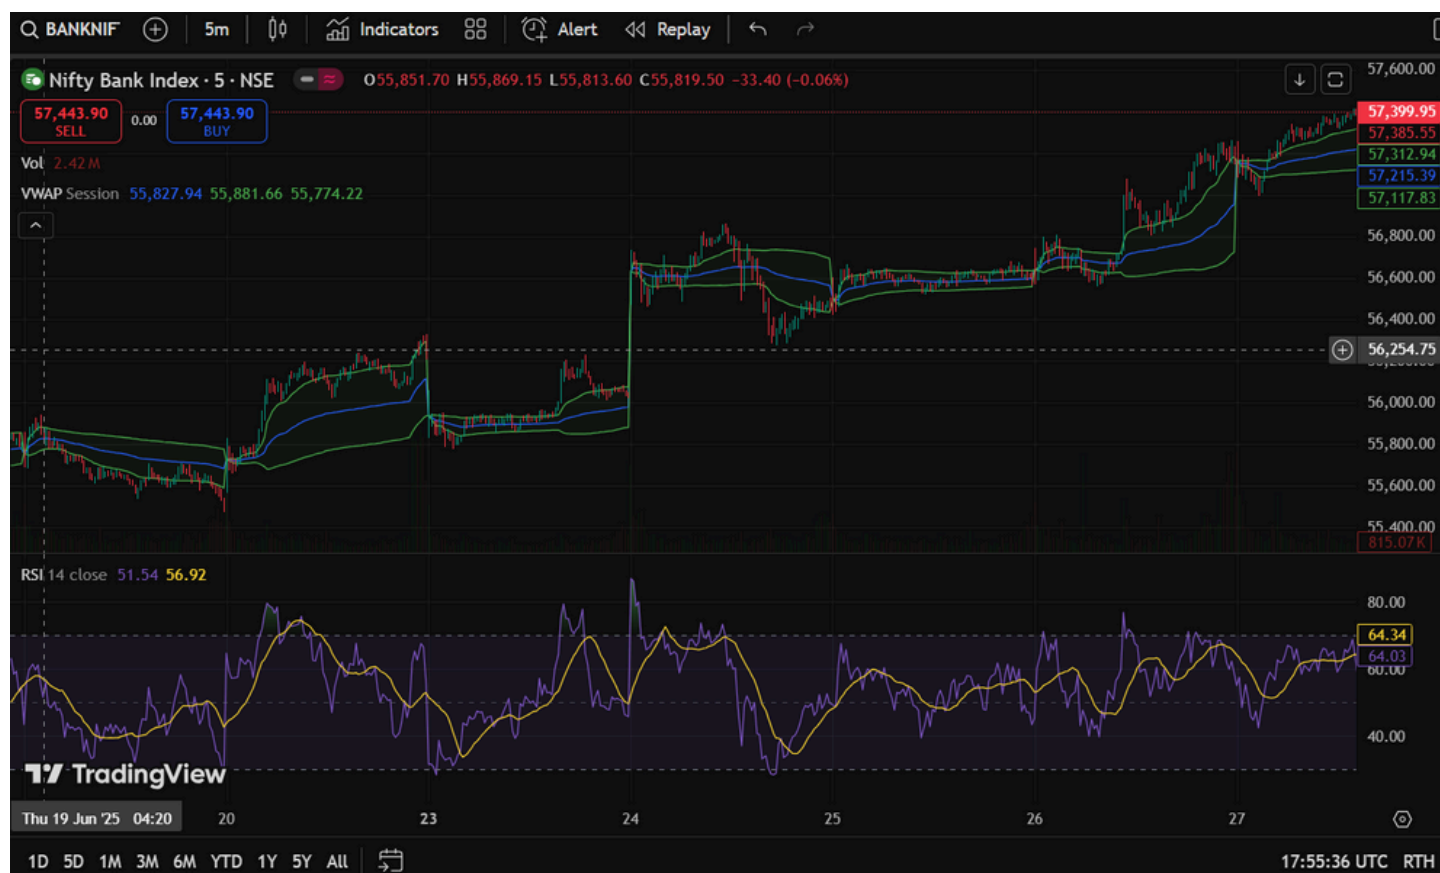 BANKNIF 5m Indicators Alert Replay
Nifty Bank Index · 5 · NSE O55,851.70 H55,869.15 L55,813.60 C55,819.50 −33.40 (−0.06%)
57,443.90 SELL 0.00 57,443.90 BUY
Vol 2.42 M
VWAP Session 55,827.94 55,881.66 55,774.22
57,600.00
57,399.95
57,385.55
57,312.94
57,215.39
57,117.83
56,800.00
56,600.00
56,400.00
56,254.75
56,000.00
55,800.00
55,600.00
55,400.00
815.07 K
RSI 14 close 51.54 56.92
80.00
64.34
64.03
60.00
40.00
TradingView
Thu 19 Jun '25 04:20 20 23 24 25 26 27
1D 5D 1M 3M 6M YTD 1Y 5Y All 17:55:36 UTC RTH